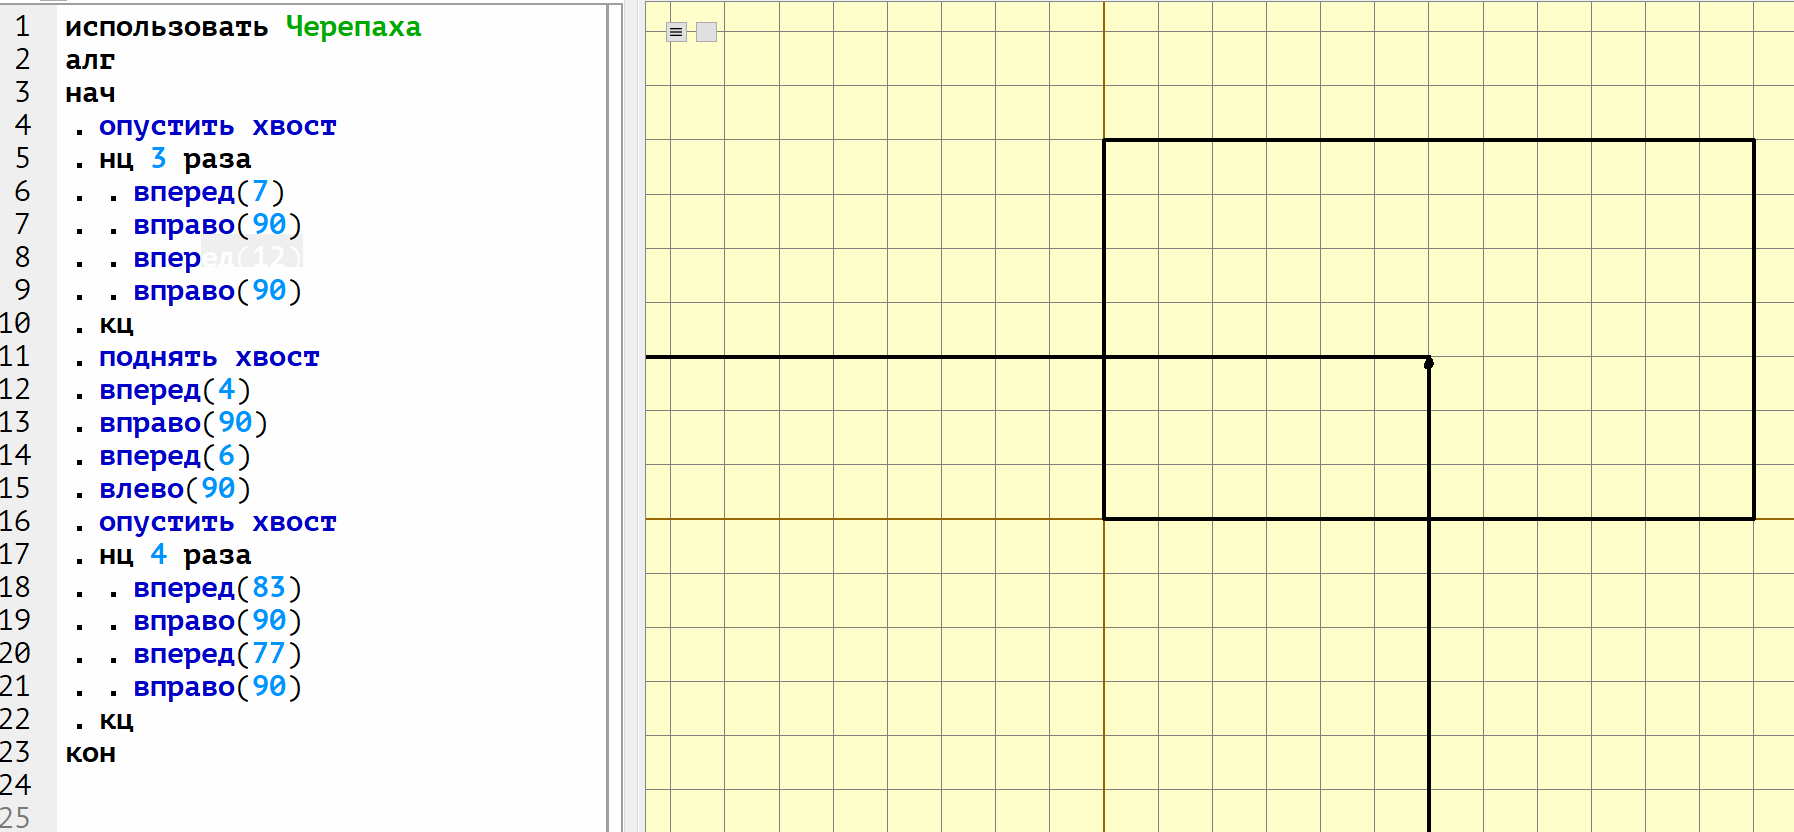 1 использовать Черепаха
2 алг
3 нач
4 . опустить хвост
5 . нц 3 раза
6 . . вперед(7)
7 . . вправо(90)
8 . . вперед(12)
9 . . вправо(90)
10 . кц
11 . поднять хвост
12 . вперед(4)
13 . вправо(90)
14 . вперед(6)
15 . влево(90)
16 . опустить хвост
17 . нц 4 раза
18 . . вперед(83)
19 . . вправо(90)
20 . . вперед(77)
21 . . вправо(90)
22 . кц
23 кон
24
25